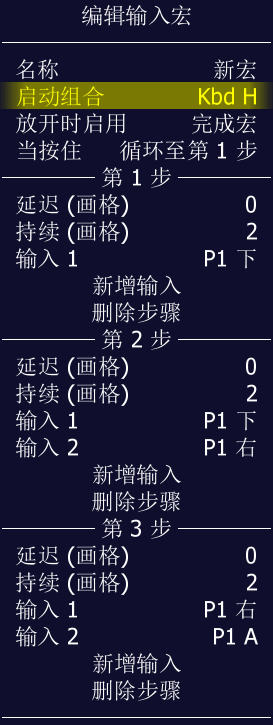 编辑输入宏
名称 新宏
启动组合 Kbd H
放开时启用 完成宏
当按住 循环至第 1 步
第 1 步
延迟 (画格) 0
持续 (画格) 2
输入 1 P1 下
新增输入
删除步骤
第 2 步
延迟 (画格) 0
持续 (画格) 2
输入 1 P1 下
输入 2 P1 右
新增输入
删除步骤
第 3 步
延迟 (画格) 0
持续 (画格) 2
输入 1 P1 右
输入 2 P1 A
新增输入
删除步骤